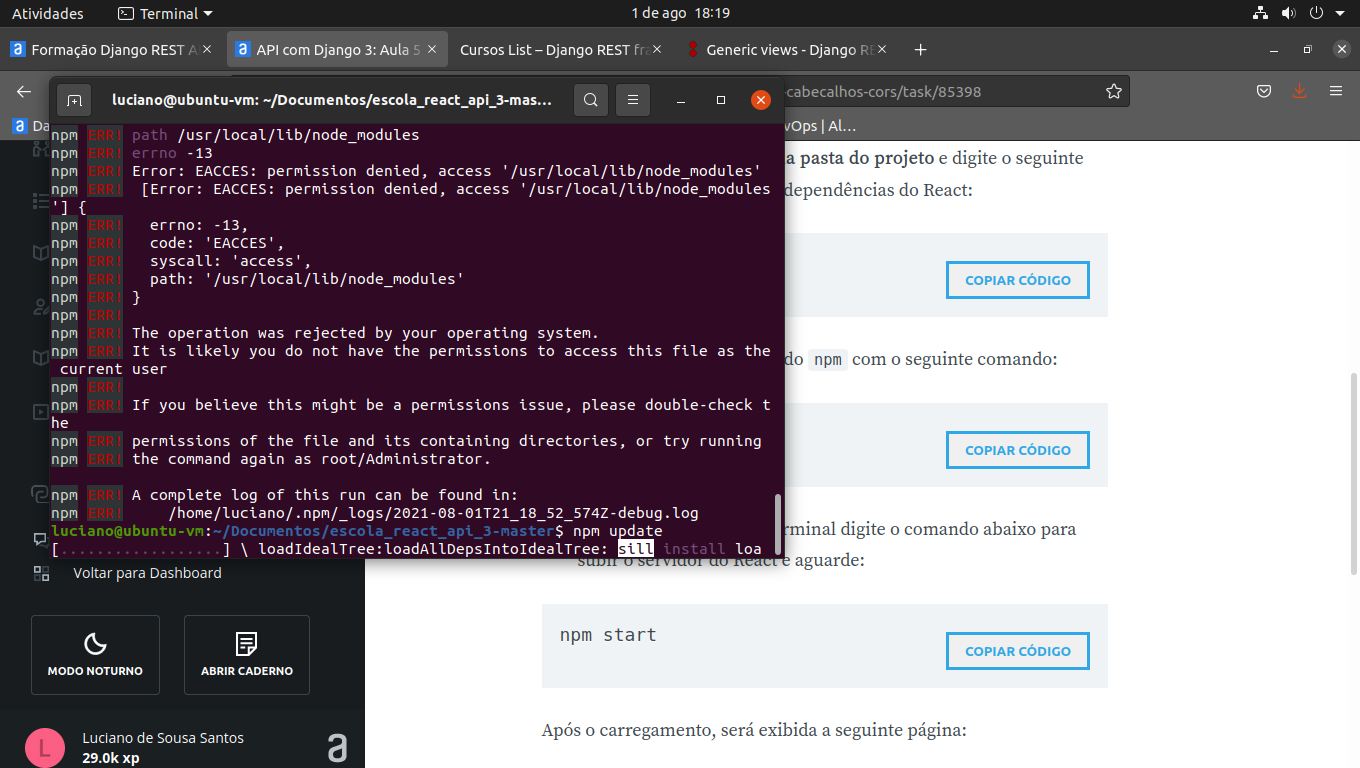 Atividades
Terminal
1 de ago 18:19
Formação Django REST A
API com Django 3: Aula 5
Cursos List – Django REST fra
Generic views - Django RE
luciano@ubuntu-vm: ~/Documentos/escola_react_api_3-mas...
-cabecalhos-cors/task/85398
Da
vOps | Al...
npm ERR! path /usr/local/lib/node_modules
npm ERR! errno -13
npm ERR! Error: EACCES: permission denied, access '/usr/local/lib/node_modules'
npm ERR!  [Error: EACCES: permission denied, access '/usr/local/lib/node_modules
'] {
npm ERR!   errno: -13,
npm ERR!   code: 'EACCES',
npm ERR!   syscall: 'access',
npm ERR!   path: '/usr/local/lib/node_modules'
npm ERR! }
npm ERR!
npm ERR! The operation was rejected by your operating system.
npm ERR! It is likely you do not have the permissions to access this file as the
 current user
npm ERR!
npm ERR! If you believe this might be a permissions issue, please double-check t
he
npm ERR! permissions of the file and its containing directories, or try running
npm ERR! the command again as root/Administrator.
npm ERR! A complete log of this run can be found in:
npm ERR!     /home/luciano/.npm/_logs/2021-08-01T21_18_52_574Z-debug.log
luciano@ubuntu-vm:~/Documentos/escola_react_api_3-master$ npm update
[..................] \ loadIdealTree:loadAllDepsIntoIdealTree: sill install loa
a pasta do projeto e digite o seguinte
dependências do React:
COPIAR CÓDIGO
do npm com o seguinte comando:
COPIAR CÓDIGO
rminal digite o comando abaixo para
subir o servidor do React e aguarde:
npm start
COPIAR CÓDIGO
Após o carregamento, será exibida a seguinte página:
Voltar para Dashboard
MODO NOTURNO
ABRIR CADERNO
L
Luciano de Sousa Santos
29.0k xp
a